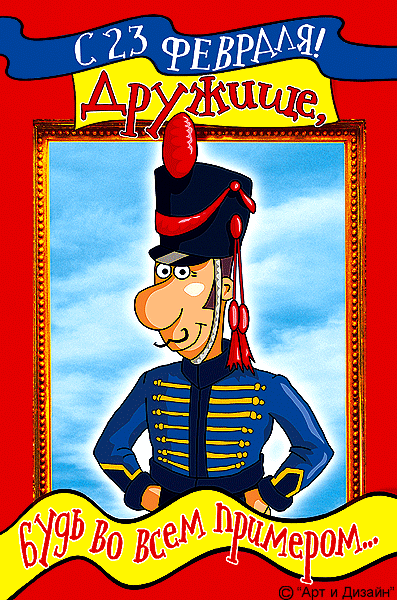 С 23 ФЕВРАЛЯ!
Дружище,
будь во всем примером...
© "Арт и Дизайн"